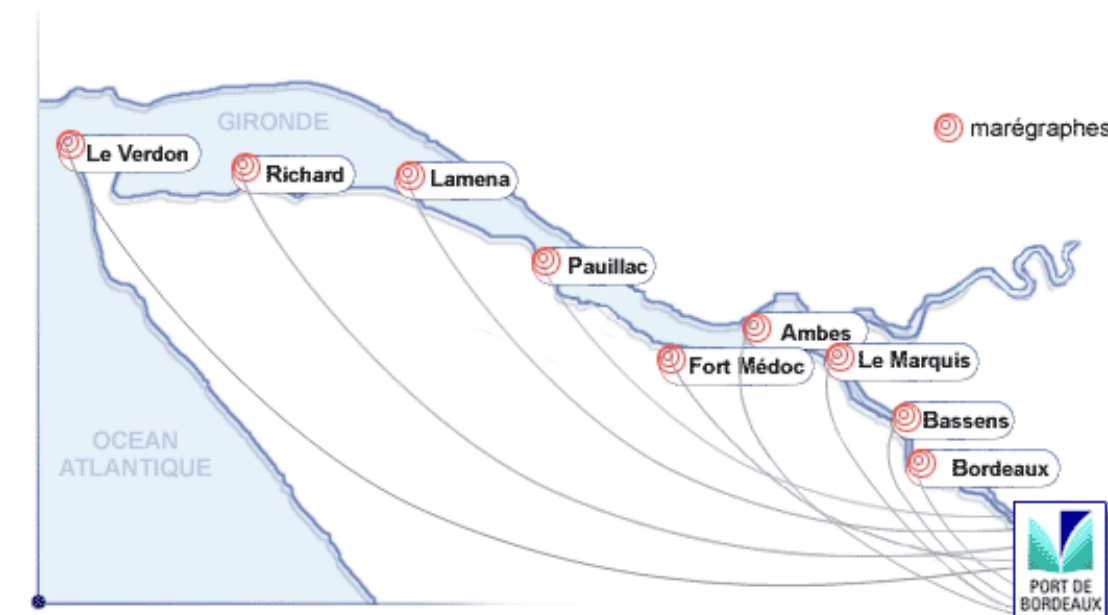 GIRONDE
marégraphes
Le Verdon
Richard
Lamena
Pauillac
Ambes
Fort Médoc
Le Marquis
Bassens
OCEAN
ATLANTIQUE
Bordeaux
PORT DE
BORDEAUX